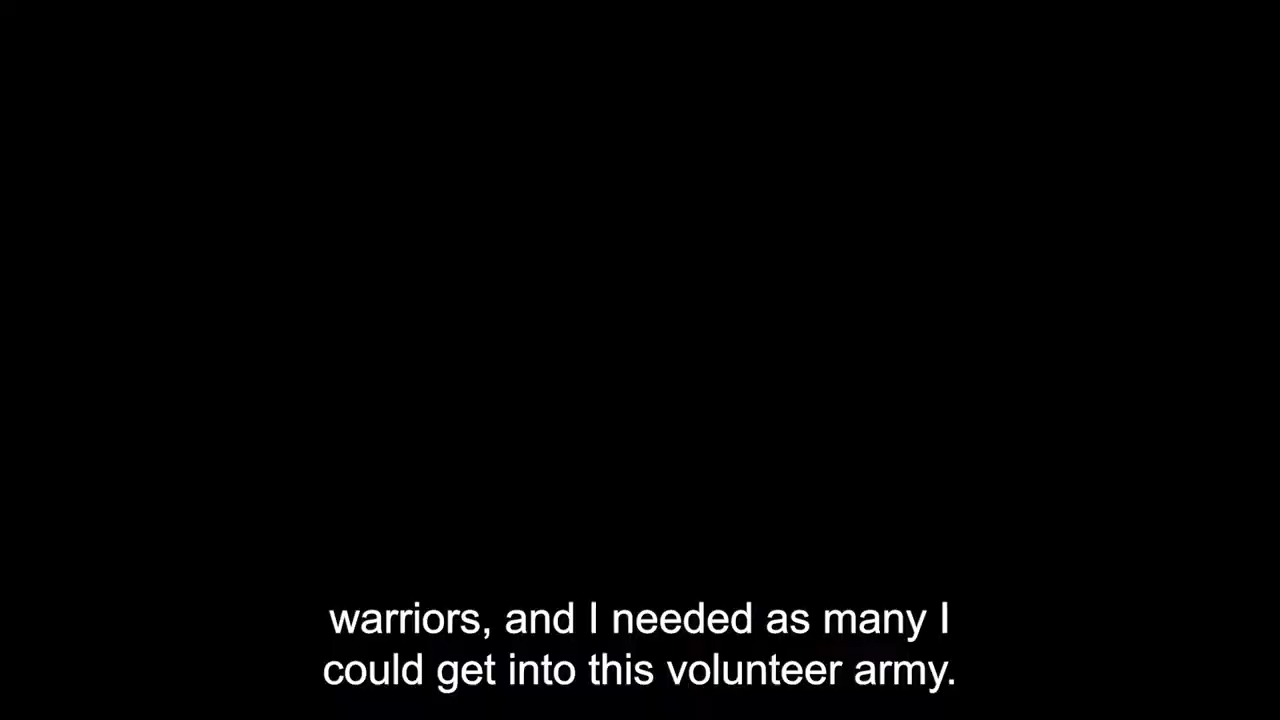 warriors, and I needed as many I
could get into this volunteer army.